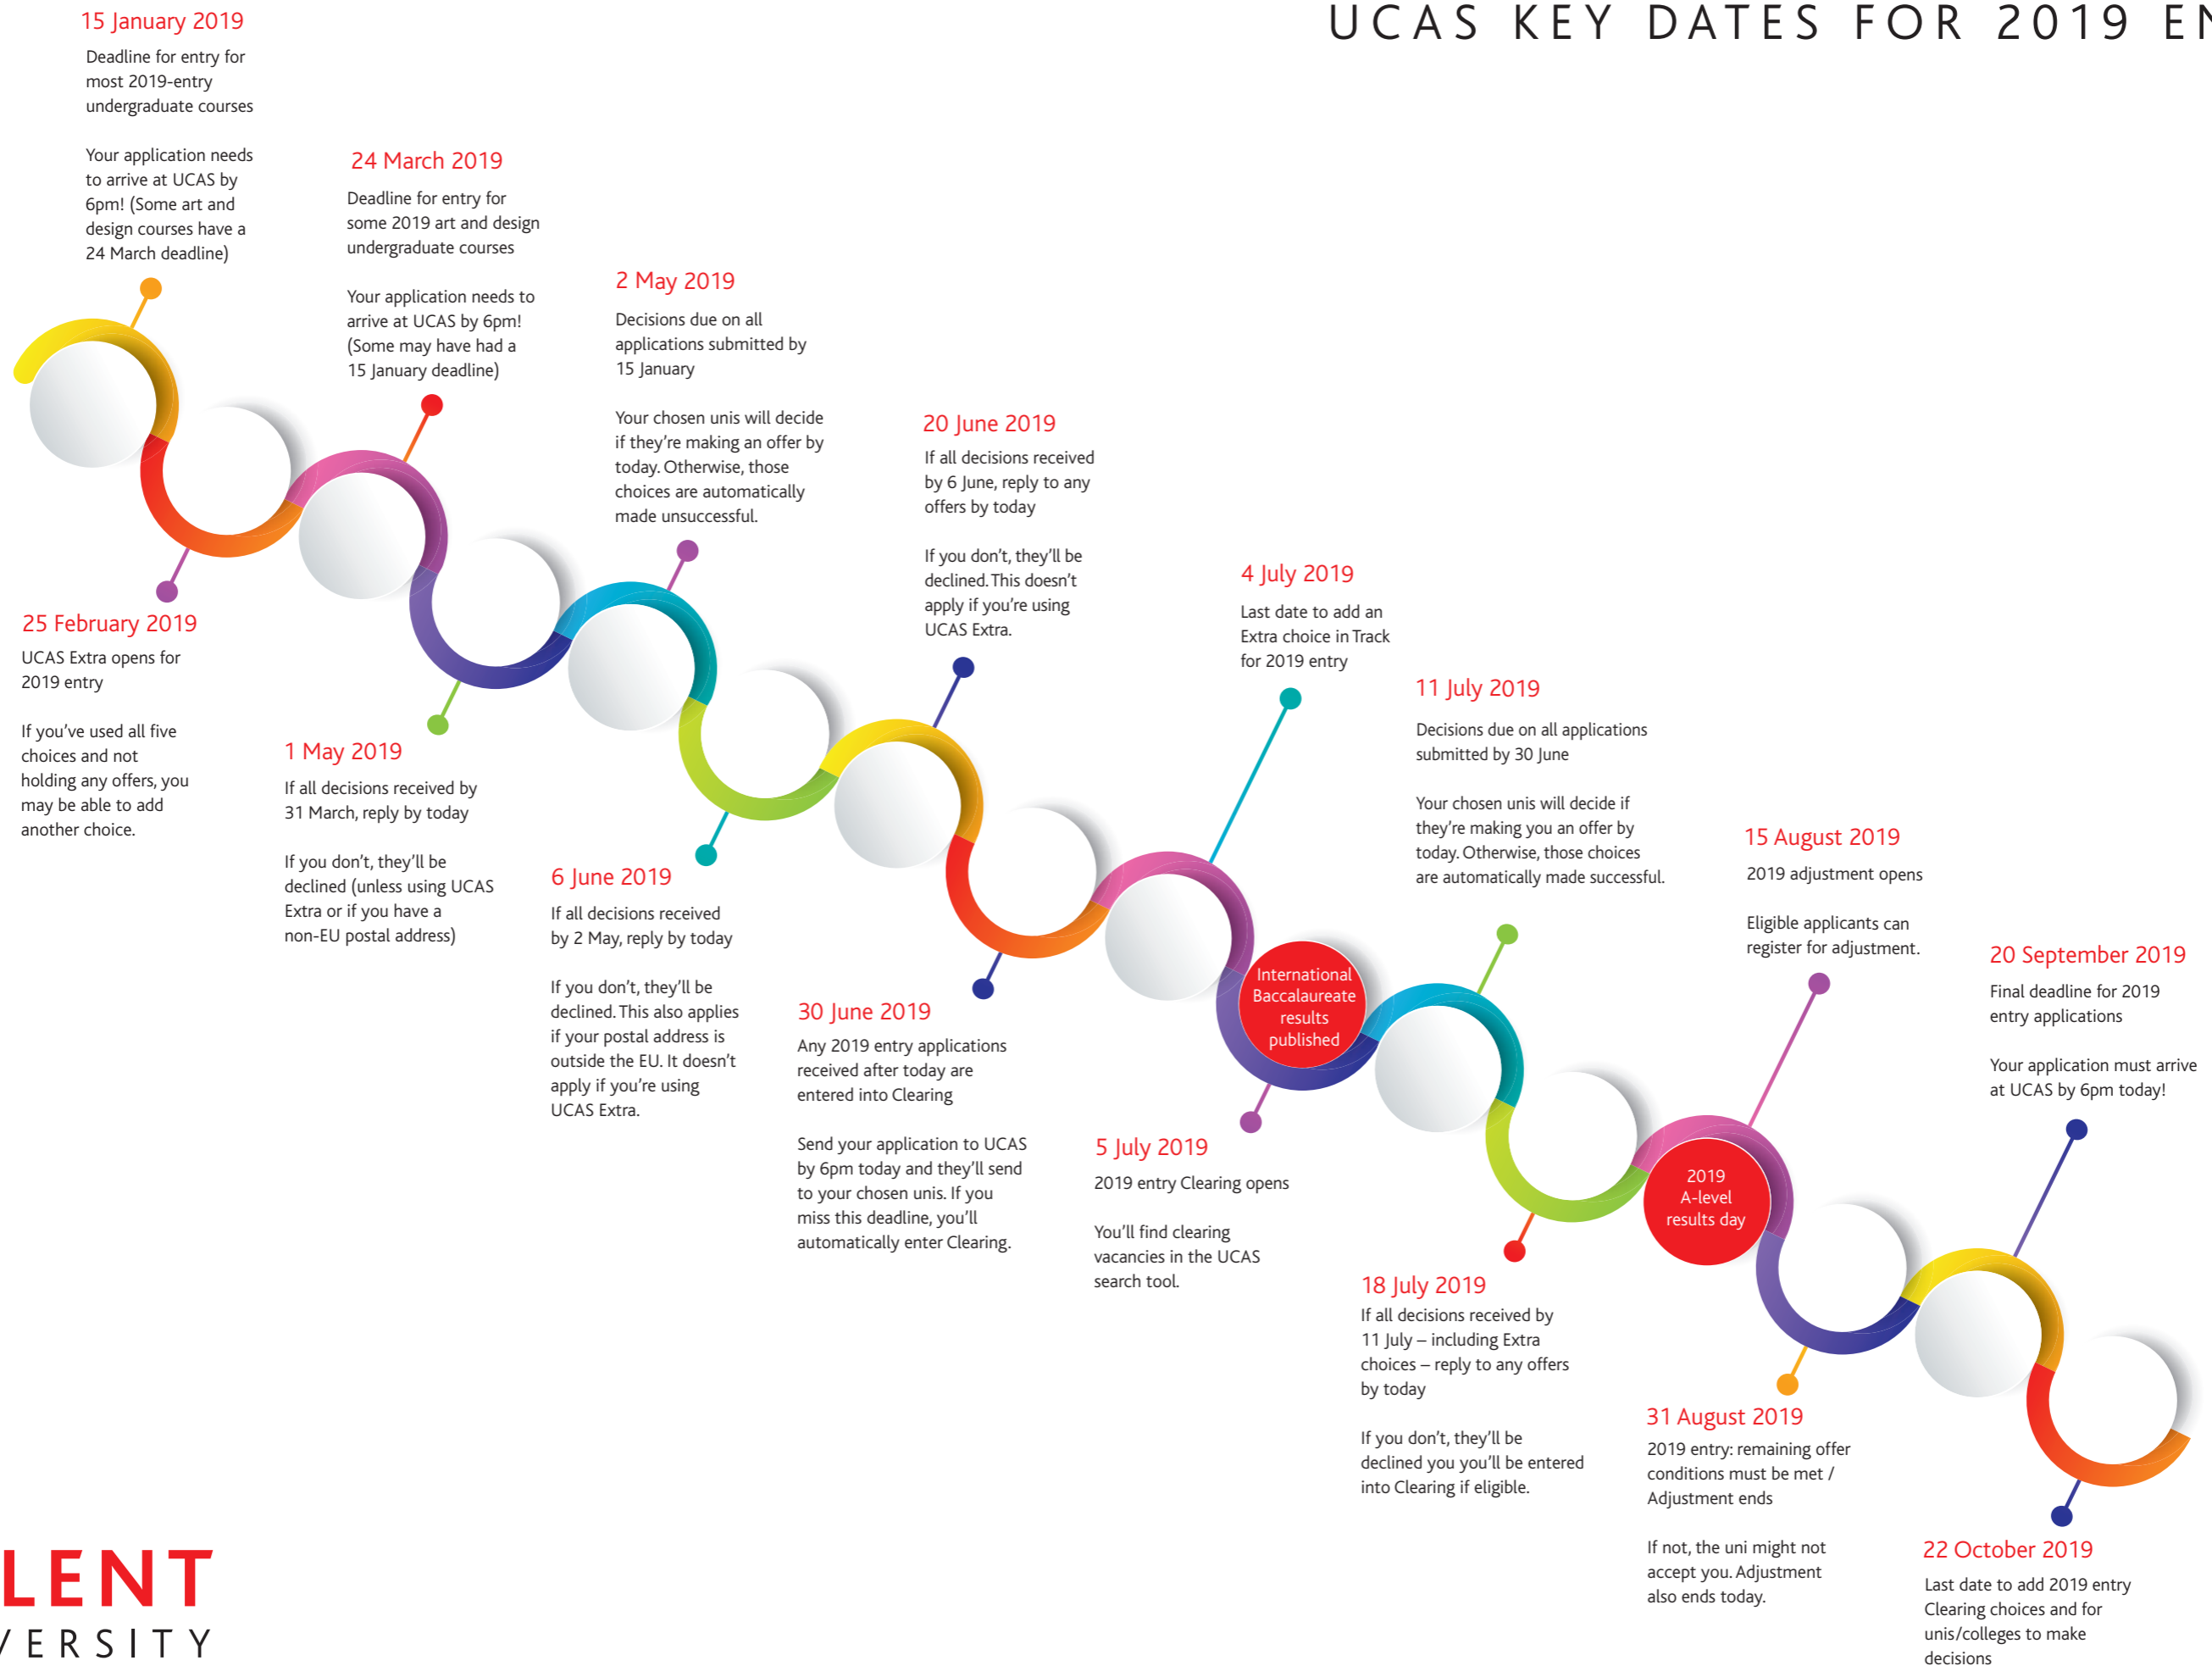 UCAS KEY DATES FOR 2019 EN
15 January 2019
Deadline for entry for
most 2019-entry
undergraduate courses
Your application needs
to arrive at UCAS by
6pm! (Some art and
design courses have a
24 March deadline)
25 February 2019
UCAS Extra opens for
2019 entry
If you've used all five
choices and not
holding any offers, you
may be able to add
another choice.
24 March 2019
Deadline for entry for
some 2019 art and design
undergraduate courses
Your application needs to
arrive at UCAS by 6pm!
(Some may have had a
15 January deadline)
1 May 2019
If all decisions received by
31 March, reply by today
If you don't, they'll be
declined (unless using UCAS
Extra or if you have a
non-EU postal address)
2 May 2019
Decisions due on all
applications submitted by
15 January
Your chosen unis will decide
if they're making an offer by
today. Otherwise, those
choices are automatically
made unsuccessful.
6 June 2019
If all decisions received
by 2 May, reply by today
If you don't, they'll be
declined. This also applies
if your postal address is
outside the EU. It doesn't
apply if you're using
UCAS Extra.
20 June 2019
If all decisions received
by 6 June, reply to any
offers by today
If you don't, they'll be
declined. This doesn't
apply if you're using
UCAS Extra.
30 June 2019
Any 2019 entry applications
received after today are
entered into Clearing
Send your application to UCAS
by 6pm today and they'll send
to your chosen unis. If you
miss this deadline, you'll
automatically enter Clearing.
4 July 2019
Last date to add an
Extra choice in Track
for 2019 entry
International
Baccalaureate
results
published
5 July 2019
2019 entry Clearing opens
You'll find clearing
vacancies in the UCAS
search tool.
11 July 2019
Decisions due on all applications
submitted by 30 June
Your chosen unis will decide if
they're making you an offer by
today. Otherwise, those choices
are automatically made successful.
18 July 2019
If all decisions received by
11 July – including Extra
choices – reply to any offers
by today
If you don't, they'll be
declined you you'll be entered
into Clearing if eligible.
15 August 2019
2019 adjustment opens
Eligible applicants can
register for adjustment.
2019
A-level
results day
31 August 2019
2019 entry: remaining offer
conditions must be met /
Adjustment ends
If not, the uni might not
accept you. Adjustment
also ends today.
20 September 2019
Final deadline for 2019
entry applications
Your application must arrive
at UCAS by 6pm today!
22 October 2019
Last date to add 2019 entry
Clearing choices and for
unis/colleges to make
decisions
LENT
VERSITY